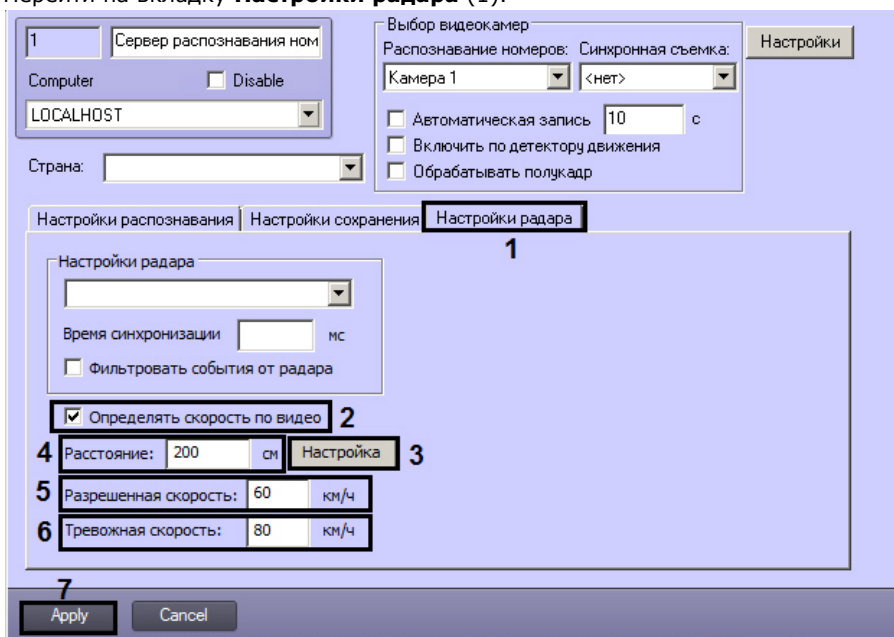 Перейти на вкладку Настройки радара (1).
1 Сервер распознавания ном
Computer Disable
LOCALHOST
Страна:
Выбор видеокамер
Распознавание номеров: Синхронная съемка:
Камера 1 <нет>
Автоматическая запись 10 с
Включить по детектору движения
Обрабатывать полукадр
Настройки
Настройки распознавания Настройки сохранения Настройки радара
1
Настройки радара
Время синхронизации мс
Фильтровать события от радара
Определять скорость по видео 2
4 Расстояние: 200 см Настройка 3
5 Разрешенная скорость: 60 км/ч
6 Тревожная скорость: 80 км/ч
7
Apply Cancel